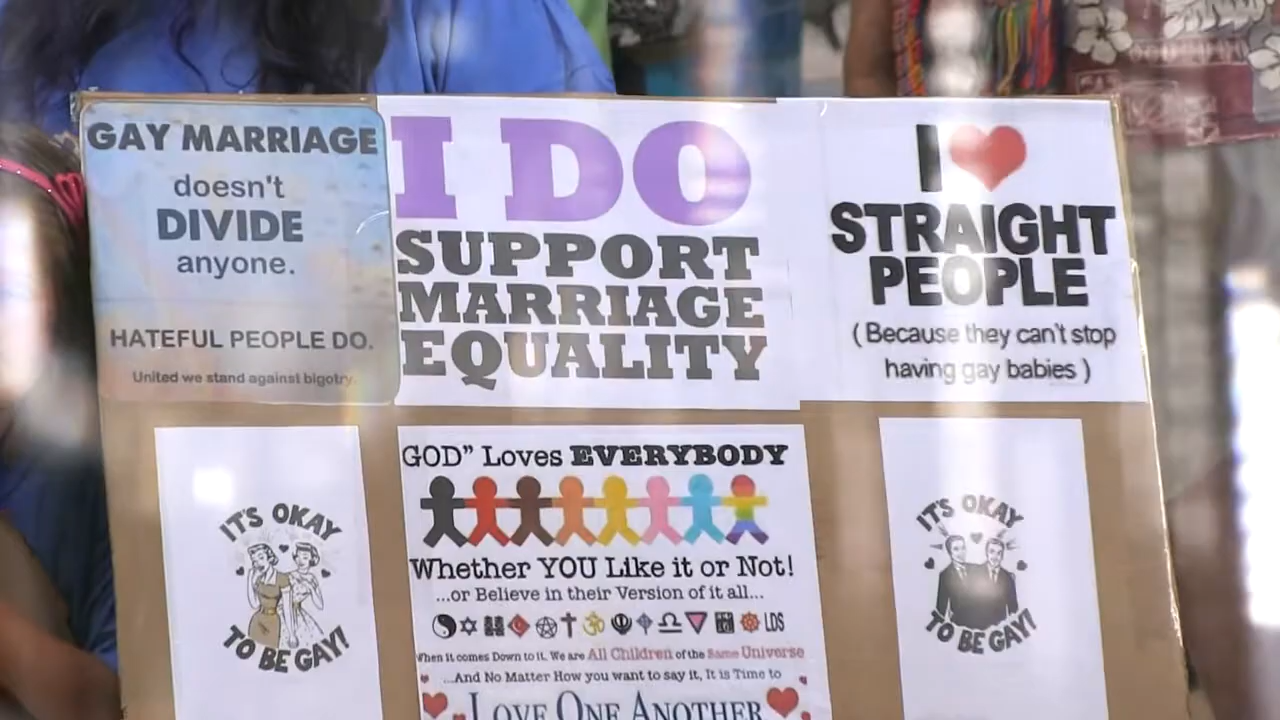 GAY MARRIAGE
doesn't
DIVIDE
anyone.
HATEFUL PEOPLE DO.
United we stand against bigotry.
I DO
SUPPORT
MARRIAGE
EQUALITY
I
STRAIGHT
PEOPLE
( Because they can't stop
having gay babies )
IT'S OKAY
TO BE GAY!
GOD” Loves EVERYBODY
Whether YOU Like it or Not!
...or Believe in their Version of it all...
LDS
When it comes Down to it, We are All Children of the Same Universe
...And No Matter How you want to say it, It is Time to
LOVE ONE ANOTHER
IT'S OKAY
TO BE GAY!